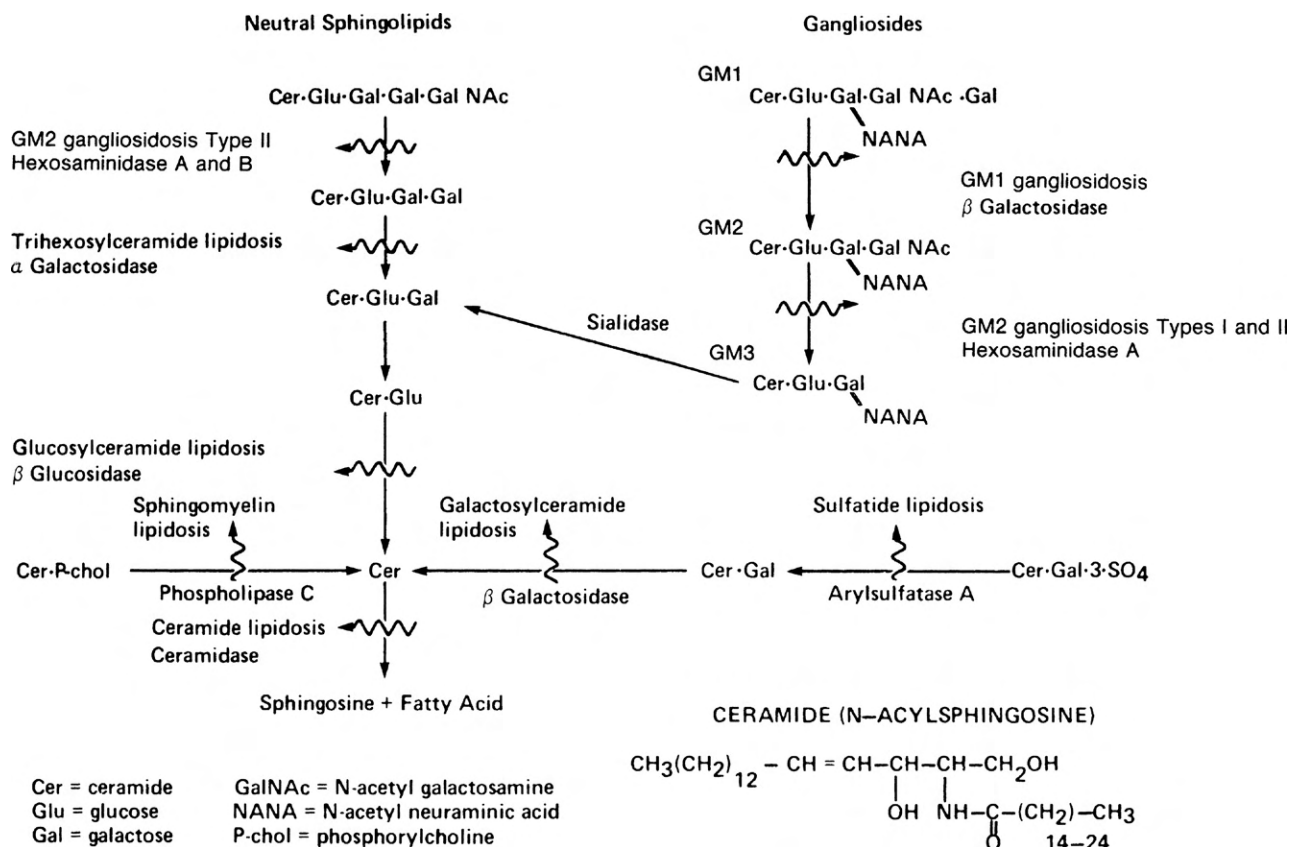 Neutral Sphingolipids
Gangliosides
Cer·Glu·Gal·Gal·Gal NAc
GM2 gangliosidosis Type II
Hexosaminidase A and B
Cer·Glu·Gal·Gal
Trihexosylceramide lipidosis
α Galactosidase
Cer·Glu·Gal
Cer·Glu
Glucosylceramide lipidosis
β Glucosidase
GM1
Cer·Glu·Gal·Gal NAc ·Gal
NANA
GM1 gangliosidosis
β Galactosidase
GM2
Cer·Glu·Gal·Gal NAc
NANA
GM2 gangliosidosis Types I and II
Hexosaminidase A
Sialidase
GM3
Cer·Glu·Gal
NANA
Sphingomyelin
lipidosis
Galactosylceramide
lipidosis
Sulfatide lipidosis
Cer·P-chol
Cer
Cer·Gal
Cer·Gal·3·SO4
Phospholipase C
β Galactosidase
Arylsulfatase A
Ceramide lipidosis
Ceramidase
Sphingosine + Fatty Acid
CERAMIDE (N–ACYLSPHINGOSINE)
CH3(CH2)12 – CH = CH–CH–CH–CH2OH
OH NH–C–(CH2)–CH3
O 14–24
Cer = ceramide
Glu = glucose
Gal = galactose
GalNAc = N-acetyl galactosamine
NANA = N-acetyl neuraminic acid
P-chol = phosphorylcholine